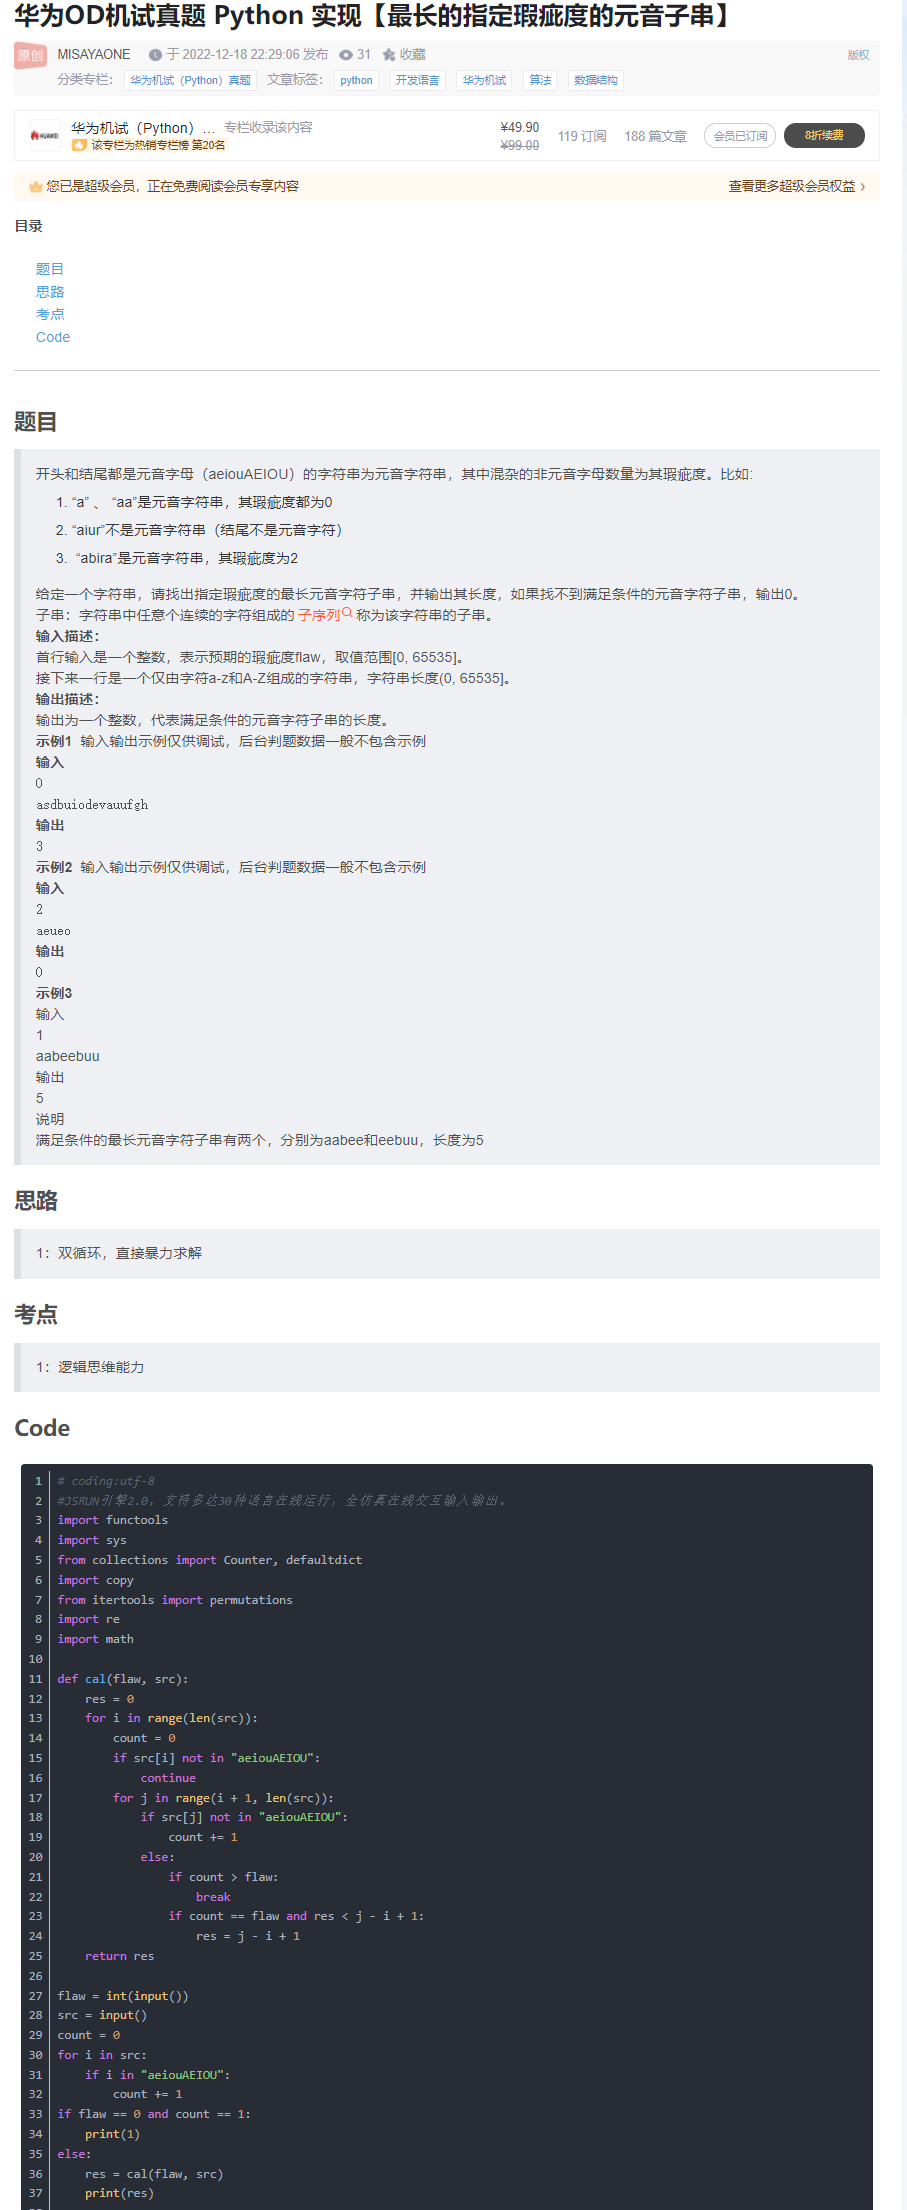 华为OD机试真题 Python 实现【最长的指定瑕疵度的元音子串】
原创 MISAYAONE 于 2022-12-18 22:29:06 发布 31 收藏 版权
分类专栏： 华为机试（Python）真题 文章标签： python 开发语言 华为机试 算法 数据结构
HUAWEI 华为机试（Python）... 专栏收录该内容 ¥49.90 119 订阅 188 篇文章 会员已订阅 8折续费
该专栏为热销专栏榜 第20名 ¥99.00
您已是超级会员，正在免费阅读会员专享内容 查看更多超级会员权益 ›
目录
题目
思路
考点
Code
题目
开头和结尾都是元音字母（aeiouAEIOU）的字符串为元音字符串，其中混杂的非元音字母数量为其瑕疵度。比如:
1. “a” 、 “aa”是元音字符串，其瑕疵度都为0
2. “aiur”不是元音字符串（结尾不是元音字符）
3. “abira”是元音字符串，其瑕疵度为2
给定一个字符串，请找出指定瑕疵度的最长元音字符子串，并输出其长度，如果找不到满足条件的元音字符子串，输出0。
子串：字符串中任意个连续的字符组成的 子序列 称为该字符串的子串。
输入描述：
首行输入是一个整数，表示预期的瑕疵度flaw，取值范围[0, 65535]。
接下来一行是一个仅由字符a-z和A-Z组成的字符串，字符串长度(0, 65535]。
输出描述：
输出为一个整数，代表满足条件的元音字符子串的长度。
示例1 输入输出示例仅供调试，后台判题数据一般不包含示例
输入
0
asdbuiodevauufgh
输出
3
示例2 输入输出示例仅供调试，后台判题数据一般不包含示例
输入
2
aeueo
输出
0
示例3
输入
1
aabeebuu
输出
5
说明
满足条件的最长元音字符子串有两个，分别为aabee和eebuu，长度为5
思路
1：双循环，直接暴力求解
考点
1：逻辑思维能力
Code
1 # coding:utf-8
2 #JSRUN引擎2.0，支持多达30种语言在线运行，全仿真在线交互输入输出。
3 import functools
4 import sys
5 from collections import Counter, defaultdict
6 import copy
7 from itertools import permutations
8 import re
9 import math
10
11 def cal(flaw, src):
12     res = 0
13     for i in range(len(src)):
14         count = 0
15         if src[i] not in "aeiouAEIOU":
16             continue
17         for j in range(i + 1, len(src)):
18             if src[j] not in "aeiouAEIOU":
19                 count += 1
20             else:
21                 if count > flaw:
22                     break
23                 if count == flaw and res < j - i + 1:
24                     res = j - i + 1
25     return res
26
27 flaw = int(input())
28 src = input()
29 count = 0
30 for i in src:
31     if i in "aeiouAEIOU":
32         count += 1
33 if flaw == 0 and count == 1:
34     print(1)
35 else:
36     res = cal(flaw, src)
37     print(res)